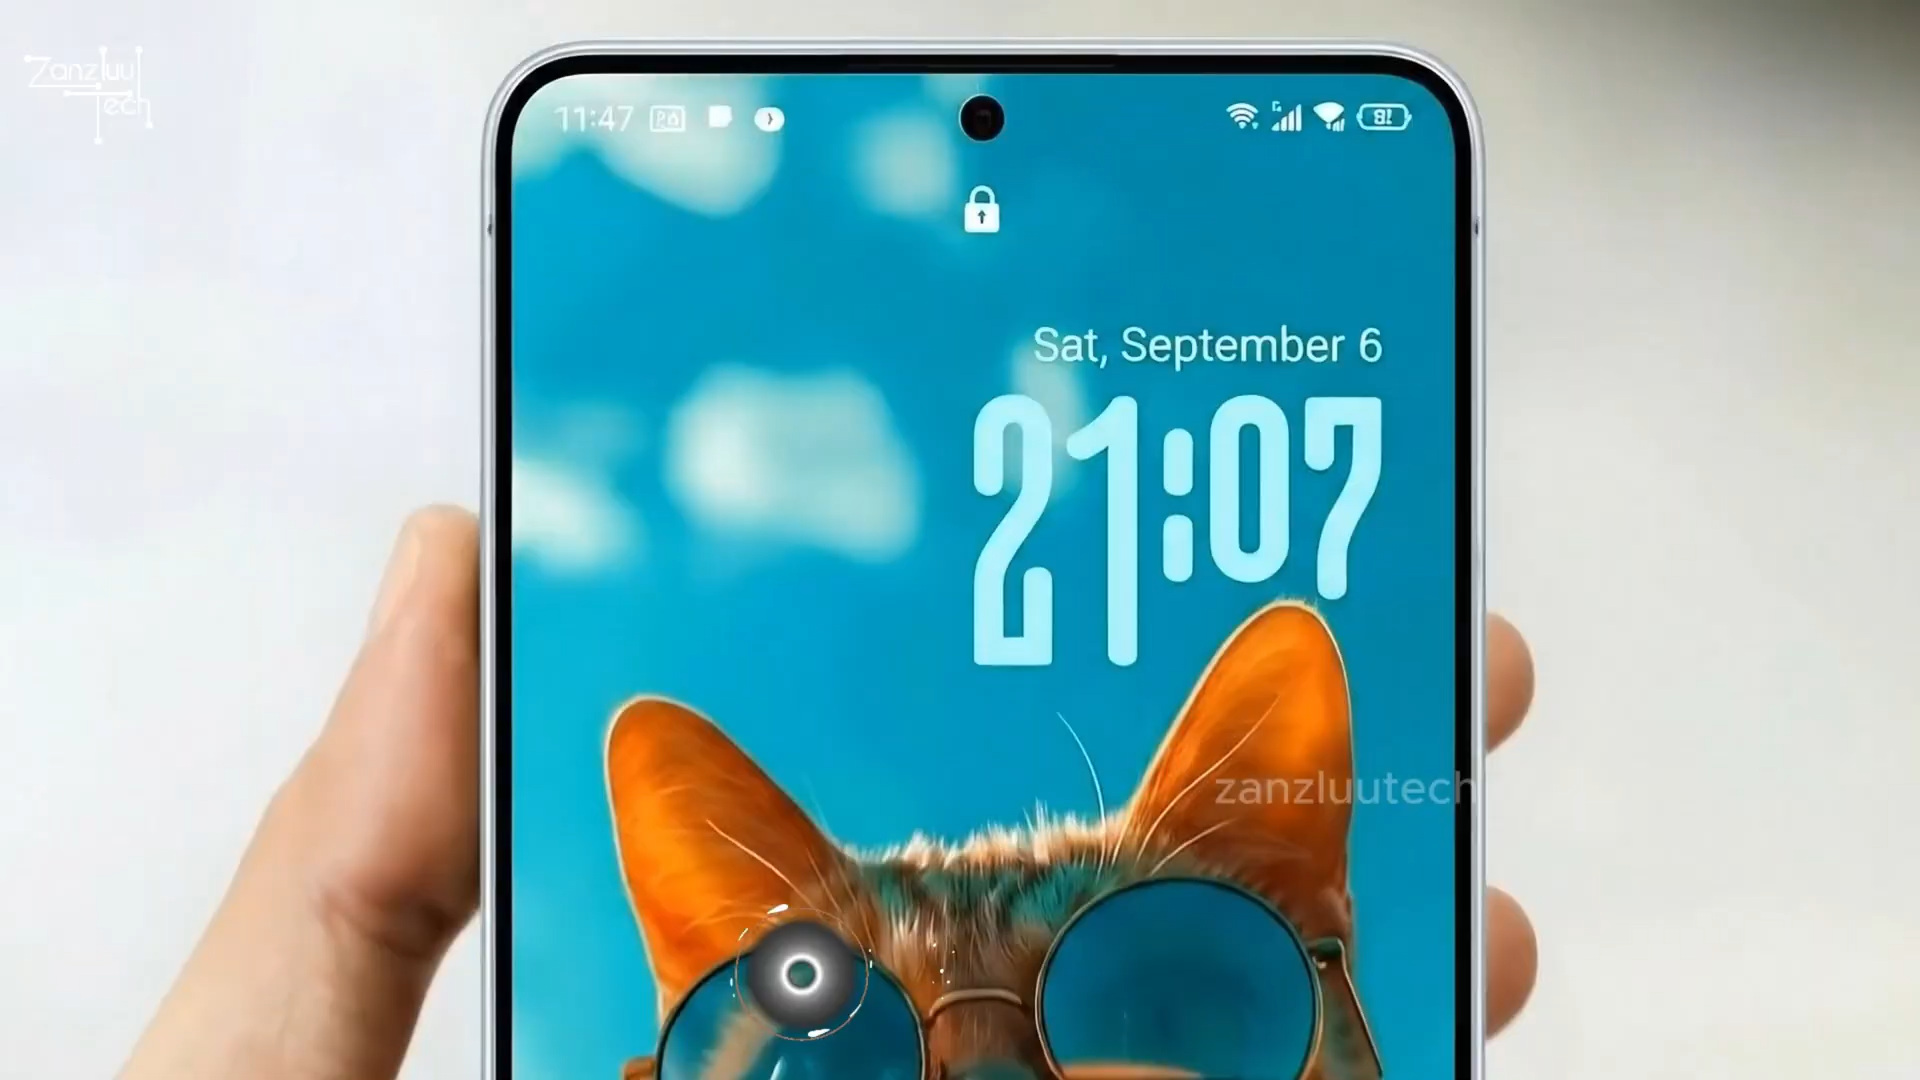 Zanzluu
Tech
11:47
Sat, September 6
21:07
zanzluutech